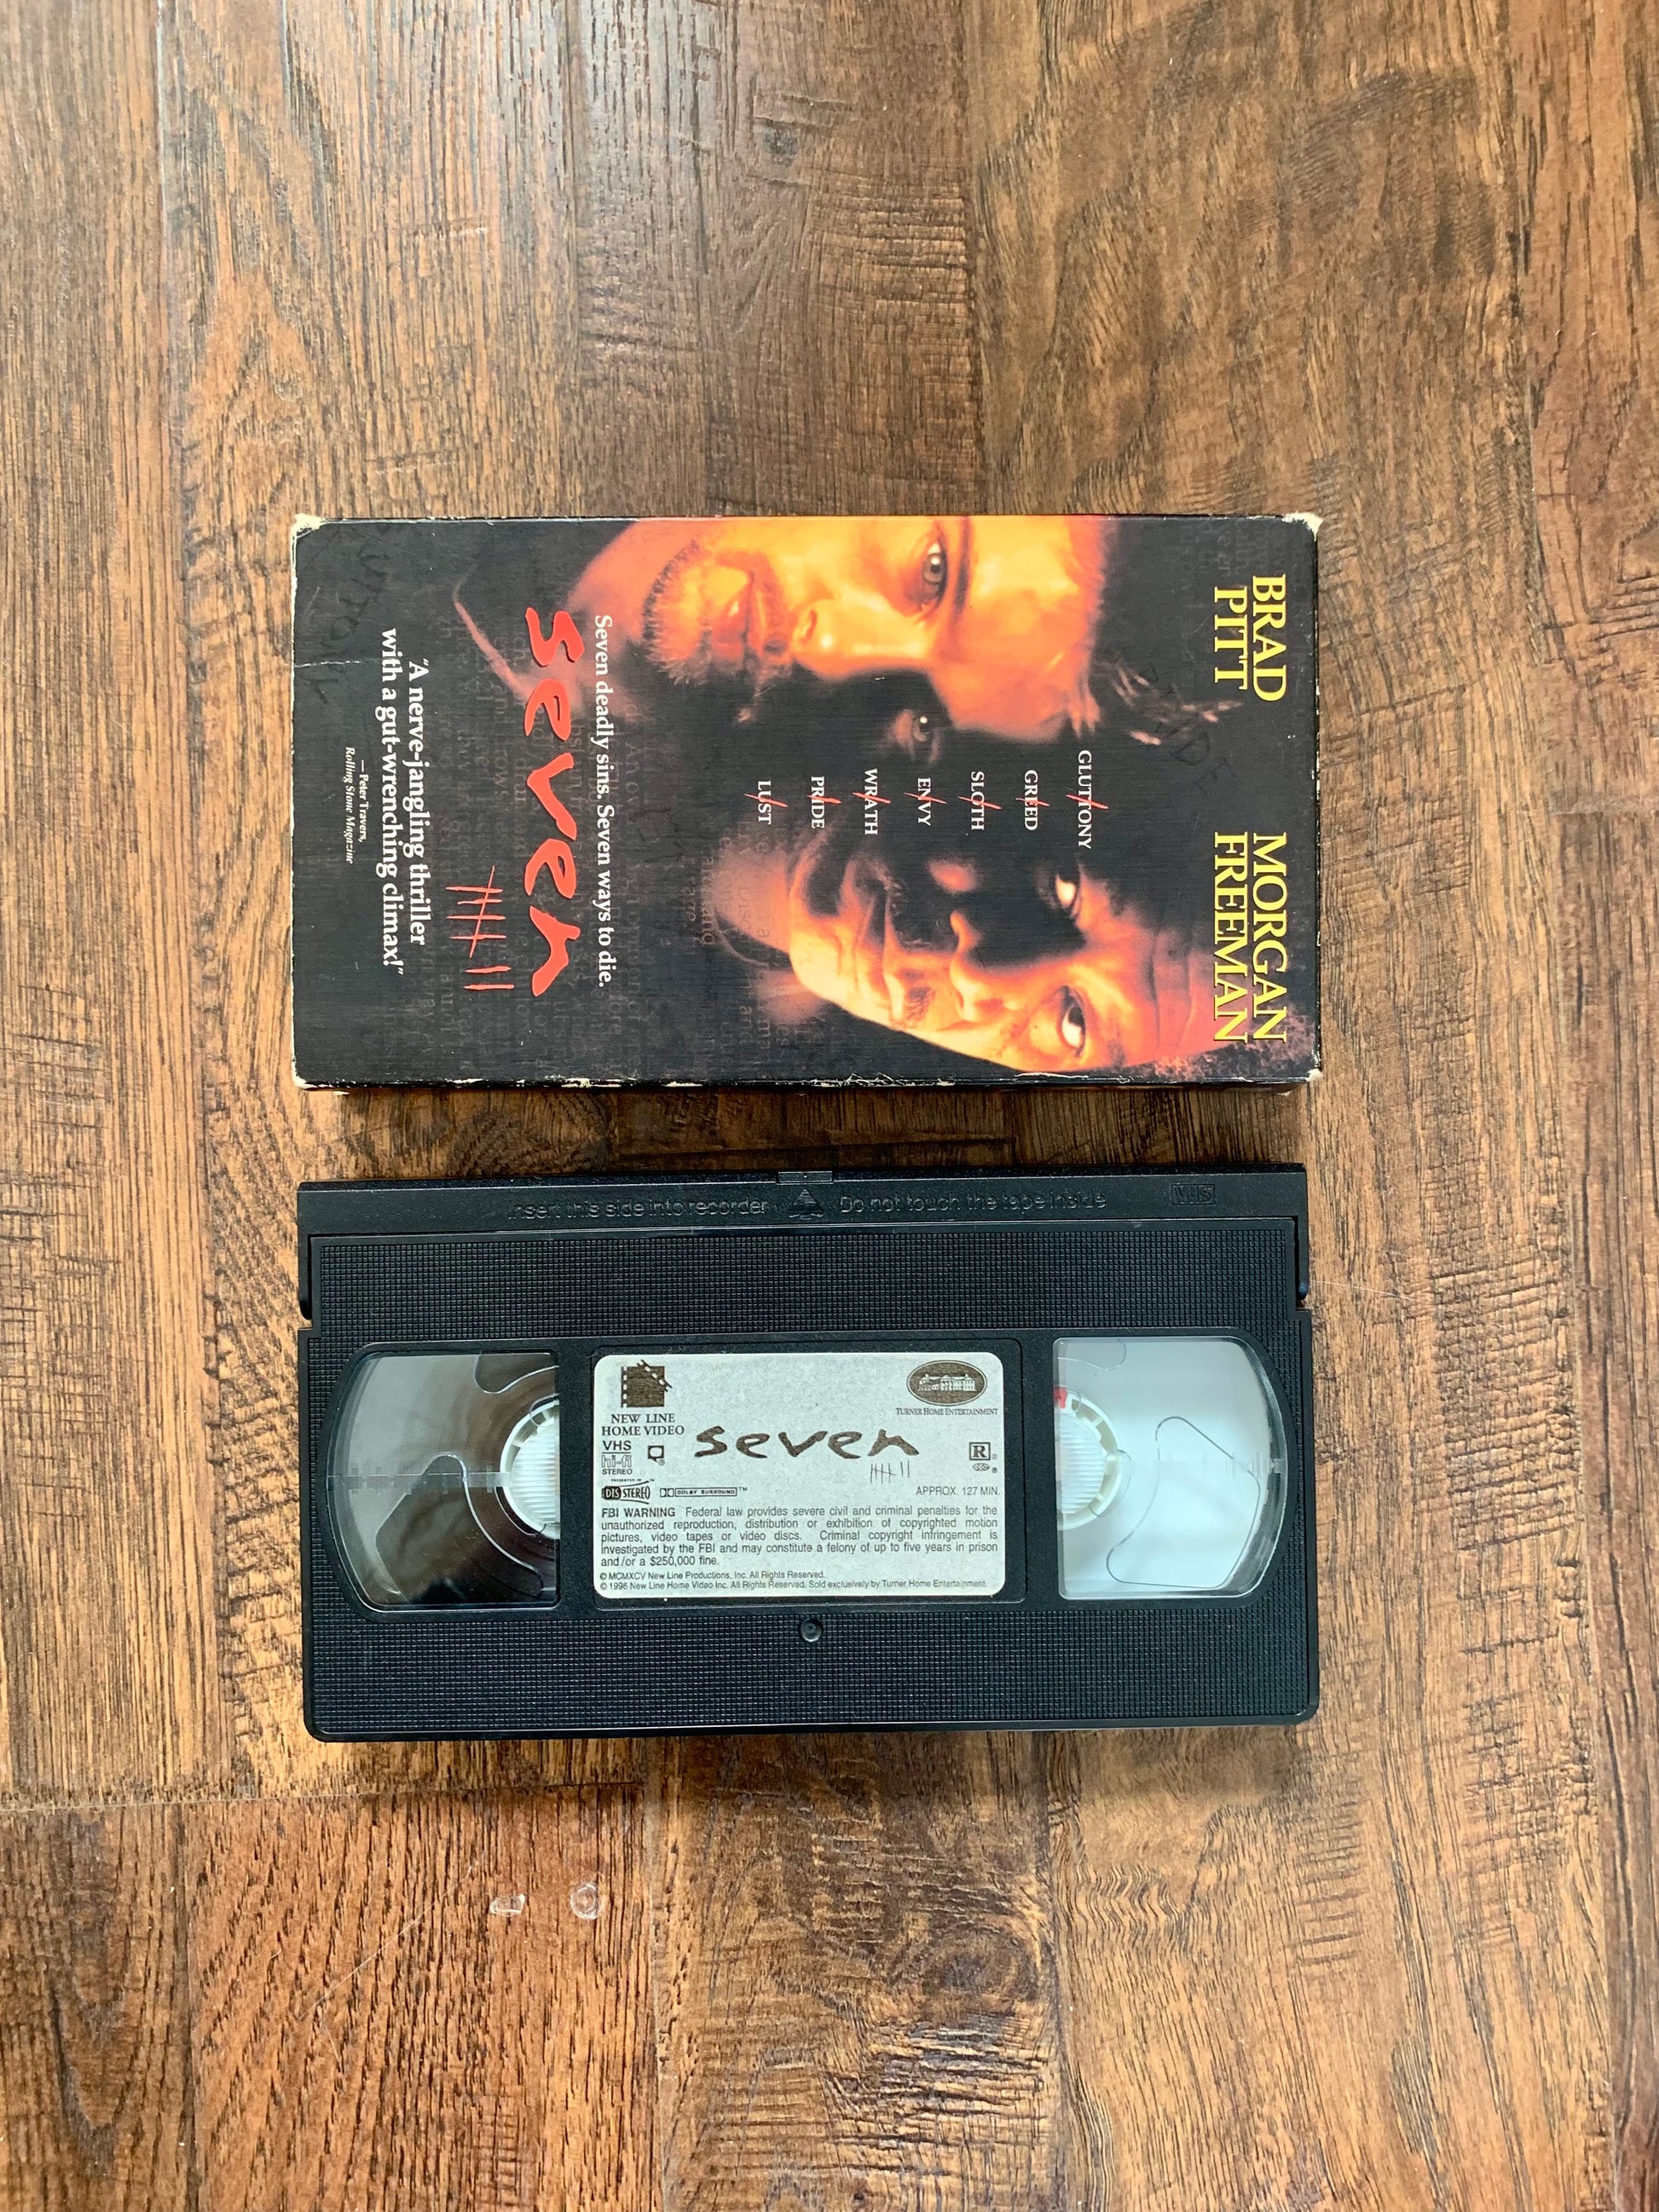 BRAD
PITT
MORGAN
FREEMAN
GLUTTONY
GREED
SLOTH
ENVY
WRATH
PRIDE
LUST
Seven deadly sins. Seven ways to die.
seven
"A nerve-jangling thriller
with a gut-wrenching climax!"
— Peter Travers,
Rolling Stone Magazine
Insert this side into recorder Do not touch the tape inside VHS
NEW LINE
HOME VIDEO
TURNER HOME ENTERTAINMENT
seven
VHS
hi-fi
STEREO
R
PRESENTED IN
DTS STEREO DOLBY SURROUND TM
APPROX. 127 MIN.
FBI WARNING Federal law provides severe civil and criminal penalties for the
unauthorized reproduction, distribution or exhibition of copyrighted motion
pictures, video tapes or video discs. Criminal copyright infringement is
investigated by the FBI and may constitute a felony of up to five years in prison
and/or a $250,000 fine.
© MCMXCV New Line Productions, Inc. All Rights Reserved.
© 1996 New Line Home Video Inc. All Rights Reserved. Sold exclusively by Turner Home Entertainment.